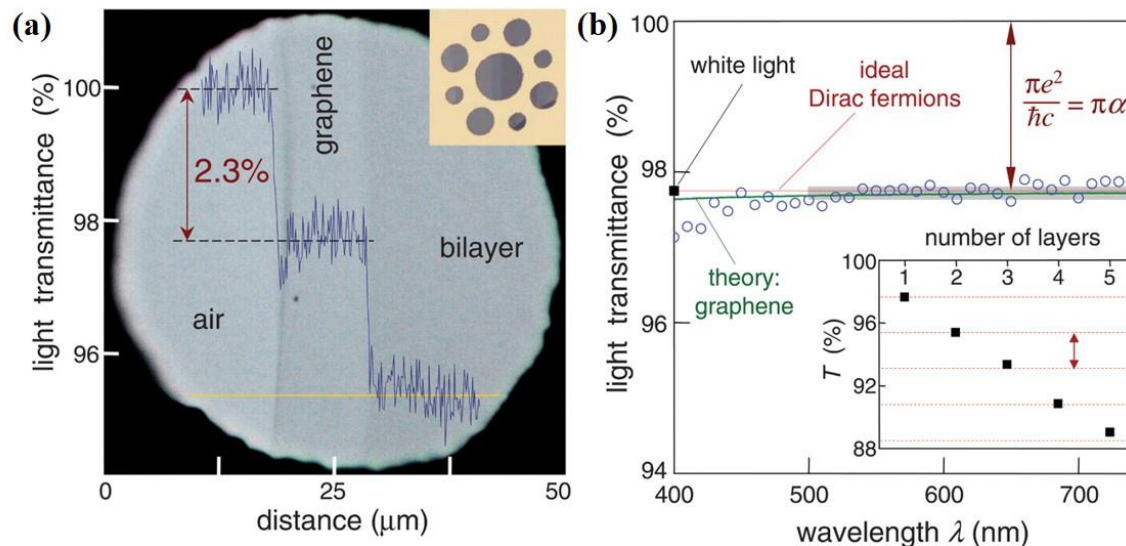 (a)
light transmittance (%)
100
98
96
2.3%
air
graphene
bilayer
0
25
50
distance (μm)
(b)
light transmittance (%)
100
98
96
94
white light
ideal
Dirac fermions
πe²/ħc = πα
theory:
graphene
number of layers
1 2 3 4 5
T (%)
100
96
92
88
400 500 600 700
wavelength λ (nm)